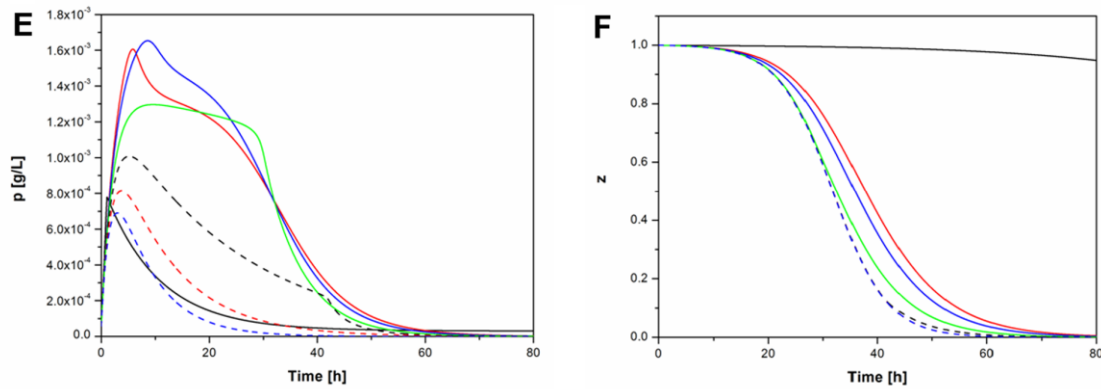 E
p [g/L]
1.8x10⁻³
1.6x10⁻³
1.4x10⁻³
1.2x10⁻³
1.0x10⁻³
8.0x10⁻⁴
6.0x10⁻⁴
4.0x10⁻⁴
2.0x10⁻⁴
0.0
0 20 40 60 80
Time [h]
F
z
1.0
0.8
0.6
0.4
0.2
0.0
0 20 40 60 80
Time [h]